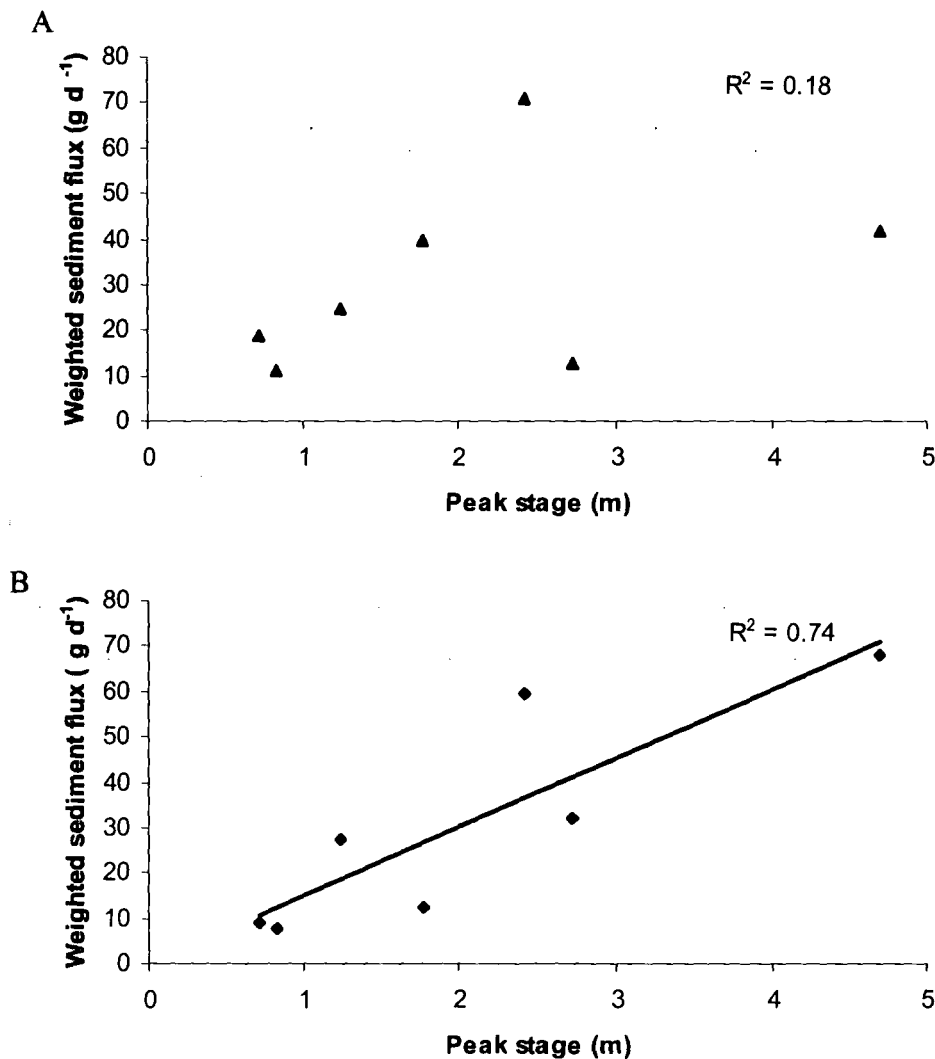 A
Weighted sediment flux (g d -1)
80
70
60
50
40
30
20
10
0
R2 = 0.18
0 1 2 3 4 5
Peak stage (m)
B
Weighted sediment flux ( g d-1)
80
70
60
50
40
30
20
10
0
R2 = 0.74
0 1 2 3 4 5
Peak stage (m)